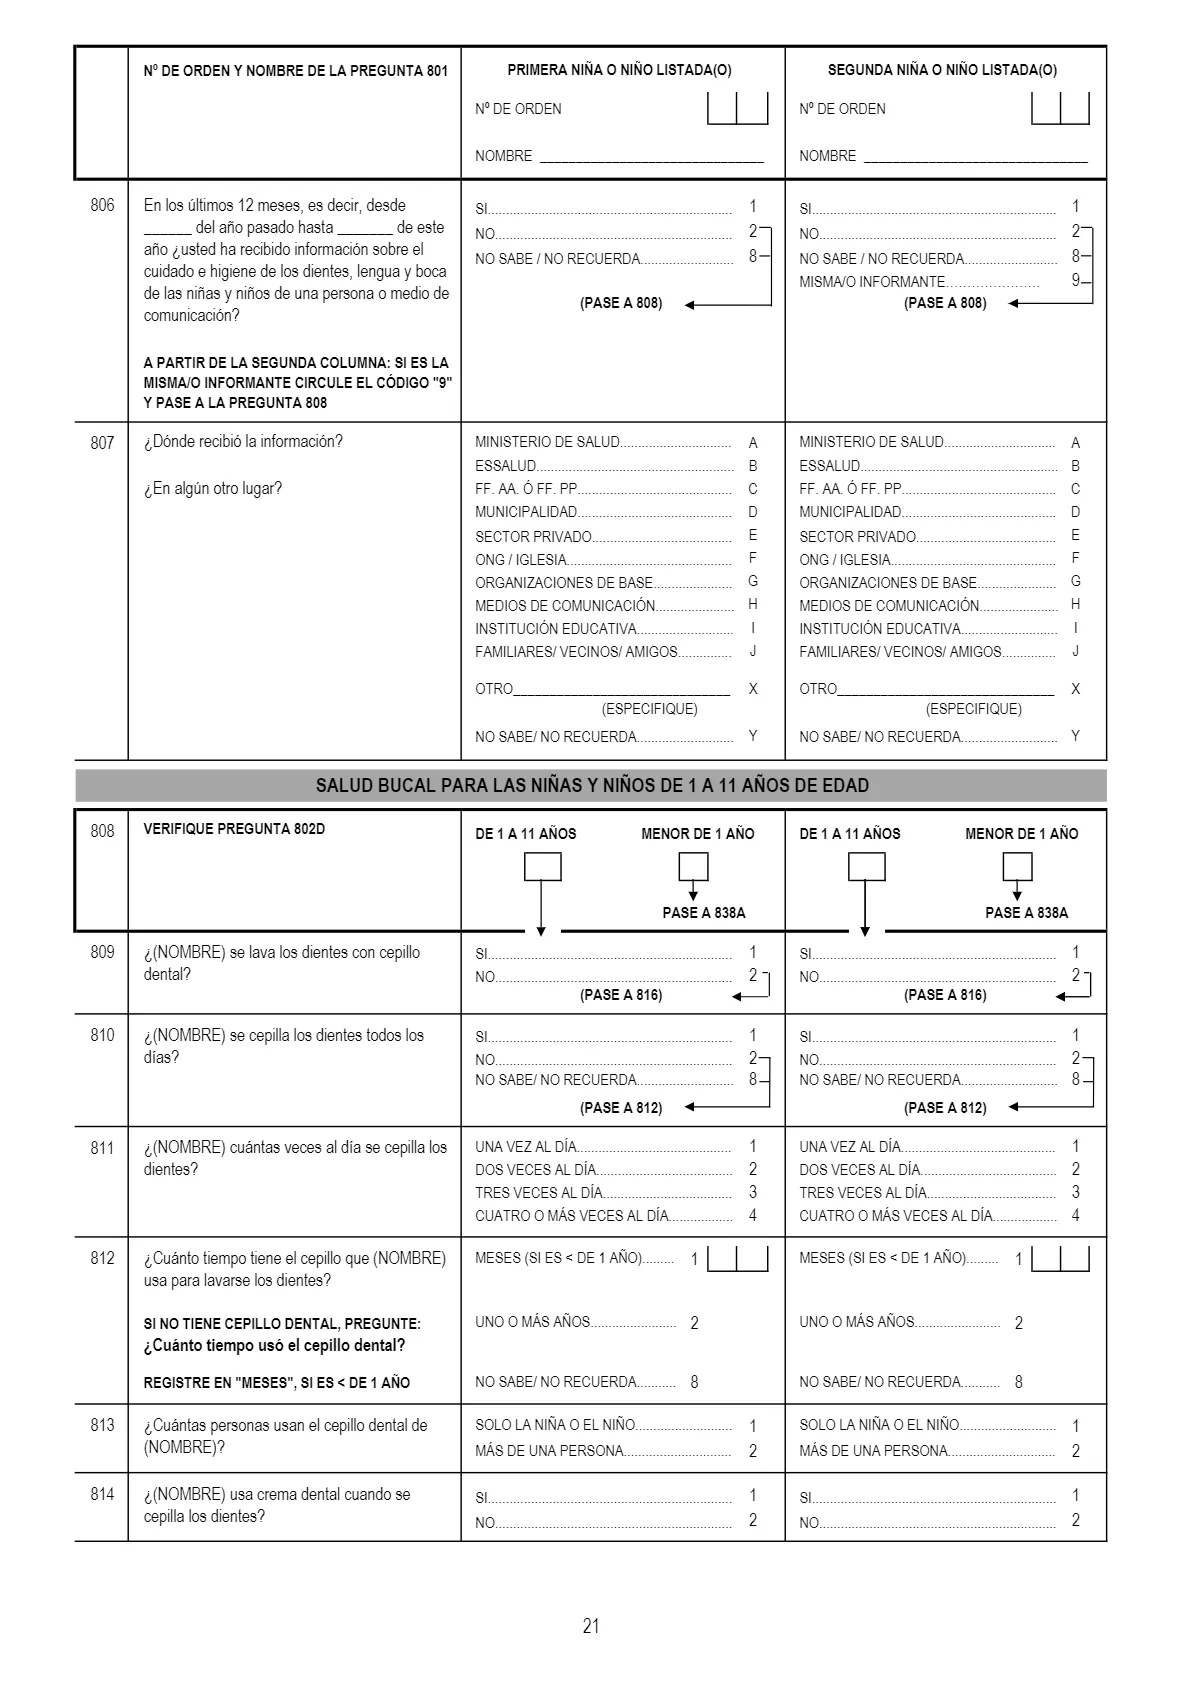 Nº DE ORDEN Y NOMBRE DE LA PREGUNTA 801
PRIMERA NIÑA O NIÑO LISTADA(O)
SEGUNDA NIÑA O NIÑO LISTADA(O)
Nº DE ORDEN
Nº DE ORDEN
NOMBRE ________________________________
NOMBRE ________________________________
806
En los últimos 12 meses, es decir, desde
______ del año pasado hasta _______ de este
año ¿usted ha recibido información sobre el
cuidado e higiene de los dientes, lengua y boca
de las niñas y niños de una persona o medio de
comunicación?
A PARTIR DE LA SEGUNDA COLUMNA: SI ES LA
MISMA/O INFORMANTE CIRCULE EL CÓDIGO "9"
Y PASE A LA PREGUNTA 808
SI.................... 1
NO.................... 2
NO SABE / NO RECUERDA.................... 8
(PASE A 808)
SI.................... 1
NO.................... 2
NO SABE / NO RECUERDA.................... 8
MISMA/O INFORMANTE.................... 9
(PASE A 808)
807
¿Dónde recibió la información?
¿En algún otro lugar?
MINISTERIO DE SALUD.................... A
ESSALUD.................... B
FF. AA. Ó FF. PP.................... C
MUNICIPALIDAD.................... D
SECTOR PRIVADO.................... E
ONG / IGLESIA.................... F
ORGANIZACIONES DE BASE.................... G
MEDIOS DE COMUNICACIÓN.................... H
INSTITUCIÓN EDUCATIVA.................... I
FAMILIARES/ VECINOS/ AMIGOS............... J
OTRO_______________________________ X
(ESPECIFIQUE)
NO SABE/ NO RECUERDA.................... Y
MINISTERIO DE SALUD.................... A
ESSALUD.................... B
FF. AA. Ó FF. PP.................... C
MUNICIPALIDAD.................... D
SECTOR PRIVADO.................... E
ONG / IGLESIA.................... F
ORGANIZACIONES DE BASE.................... G
MEDIOS DE COMUNICACIÓN.................... H
INSTITUCIÓN EDUCATIVA.................... I
FAMILIARES/ VECINOS/ AMIGOS............... J
OTRO_______________________________ X
(ESPECIFIQUE)
NO SABE/ NO RECUERDA.................... Y
SALUD BUCAL PARA LAS NIÑAS Y NIÑOS DE 1 A 11 AÑOS DE EDAD
808
VERIFIQUE PREGUNTA 802D
DE 1 A 11 AÑOS
MENOR DE 1 AÑO
PASE A 838A
DE 1 A 11 AÑOS
MENOR DE 1 AÑO
PASE A 838A
809
¿(NOMBRE) se lava los dientes con cepillo
dental?
SI.................... 1
NO.................... 2
(PASE A 816)
SI.................... 1
NO.................... 2
(PASE A 816)
810
¿(NOMBRE) se cepilla los dientes todos los
días?
SI.................... 1
NO.................... 2
NO SABE/ NO RECUERDA.................... 8
(PASE A 812)
SI.................... 1
NO.................... 2
NO SABE/ NO RECUERDA.................... 8
(PASE A 812)
811
¿(NOMBRE) cuántas veces al día se cepilla los
dientes?
UNA VEZ AL DÍA.................... 1
DOS VECES AL DÍA.................... 2
TRES VECES AL DÍA.................... 3
CUATRO O MÁS VECES AL DÍA.................. 4
UNA VEZ AL DÍA.................... 1
DOS VECES AL DÍA.................... 2
TRES VECES AL DÍA.................... 3
CUATRO O MÁS VECES AL DÍA.................. 4
812
¿Cuánto tiempo tiene el cepillo que (NOMBRE)
usa para lavarse los dientes?
SI NO TIENE CEPILLO DENTAL, PREGUNTE:
¿Cuánto tiempo usó el cepillo dental?
REGISTRE EN "MESES", SI ES < DE 1 AÑO
MESES (SI ES < DE 1 AÑO)......... 1
UNO O MÁS AÑOS........................ 2
NO SABE/ NO RECUERDA........... 8
MESES (SI ES < DE 1 AÑO)......... 1
UNO O MÁS AÑOS........................ 2
NO SABE/ NO RECUERDA........... 8
813
¿Cuántas personas usan el cepillo dental de
(NOMBRE)?
SOLO LA NIÑA O EL NIÑO.................... 1
MÁS DE UNA PERSONA.................... 2
SOLO LA NIÑA O EL NIÑO.................... 1
MÁS DE UNA PERSONA.................... 2
814
¿(NOMBRE) usa crema dental cuando se
cepilla los dientes?
SI.................... 1
NO.................... 2
SI.................... 1
NO.................... 2
21